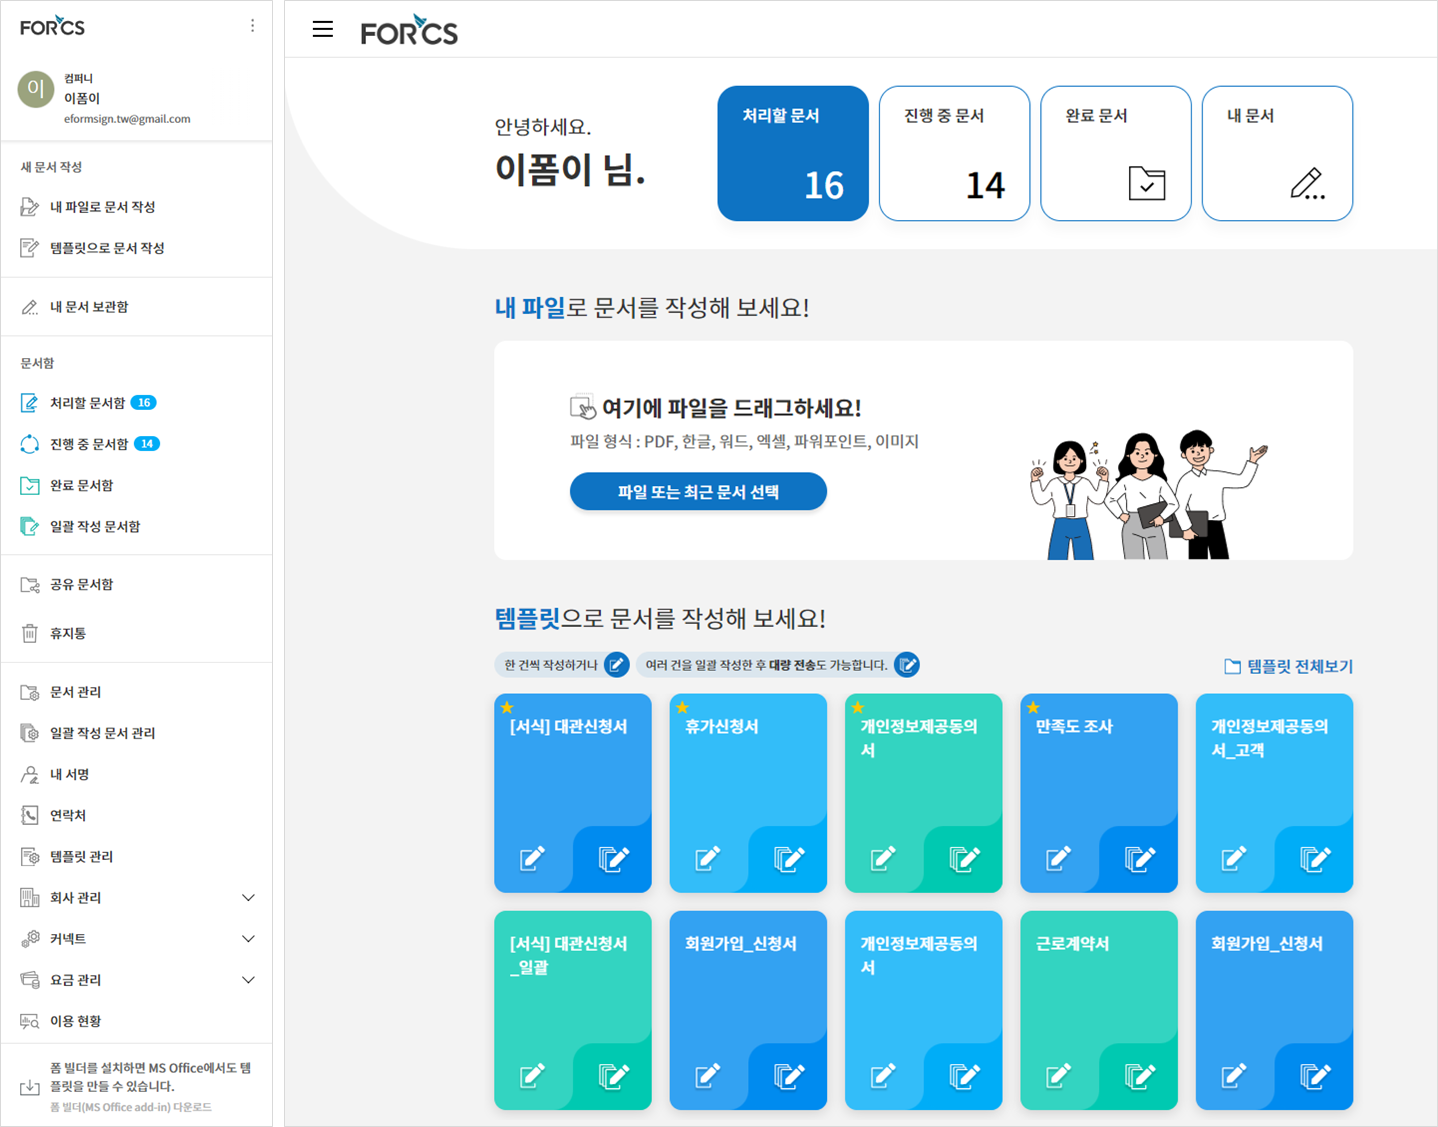 FORCS
이
컴퍼니
이폼이
eformsign.tw@gmail.com
새 문서 작성
내 파일로 문서 작성
템플릿으로 문서 작성
내 문서 보관함
문서함
처리할 문서함 16
진행 중 문서함 14
완료 문서함
일괄 작성 문서함
공유 문서함
휴지통
문서 관리
일괄 작성 문서 관리
내 서명
연락처
템플릿 관리
회사 관리
커넥트
요금 관리
이용 현황
폼 빌더를 설치하면 MS Office에서도 템
플릿을 만들 수 있습니다.
폼 빌더(MS Office add-in) 다운로드
FORCS
안녕하세요.
이폼이 님.
처리할 문서
16
진행 중 문서
14
완료 문서
내 문서
내 파일로 문서를 작성해 보세요!
여기에 파일을 드래그하세요!
파일 형식 : PDF, 한글, 워드, 엑셀, 파워포인트, 이미지
파일 또는 최근 문서 선택
템플릿으로 문서를 작성해 보세요!
한 건씩 작성하거나
여러 건을 일괄 작성한 후 대량 전송도 가능합니다.
템플릿 전체보기
[서식] 대관신청서
휴가신청서
개인정보제공동의
서
만족도 조사
개인정보제공동의
서_고객
[서식] 대관신청서
_일괄
회원가입_신청서
개인정보제공동의
서
근로계약서
회원가입_신청서